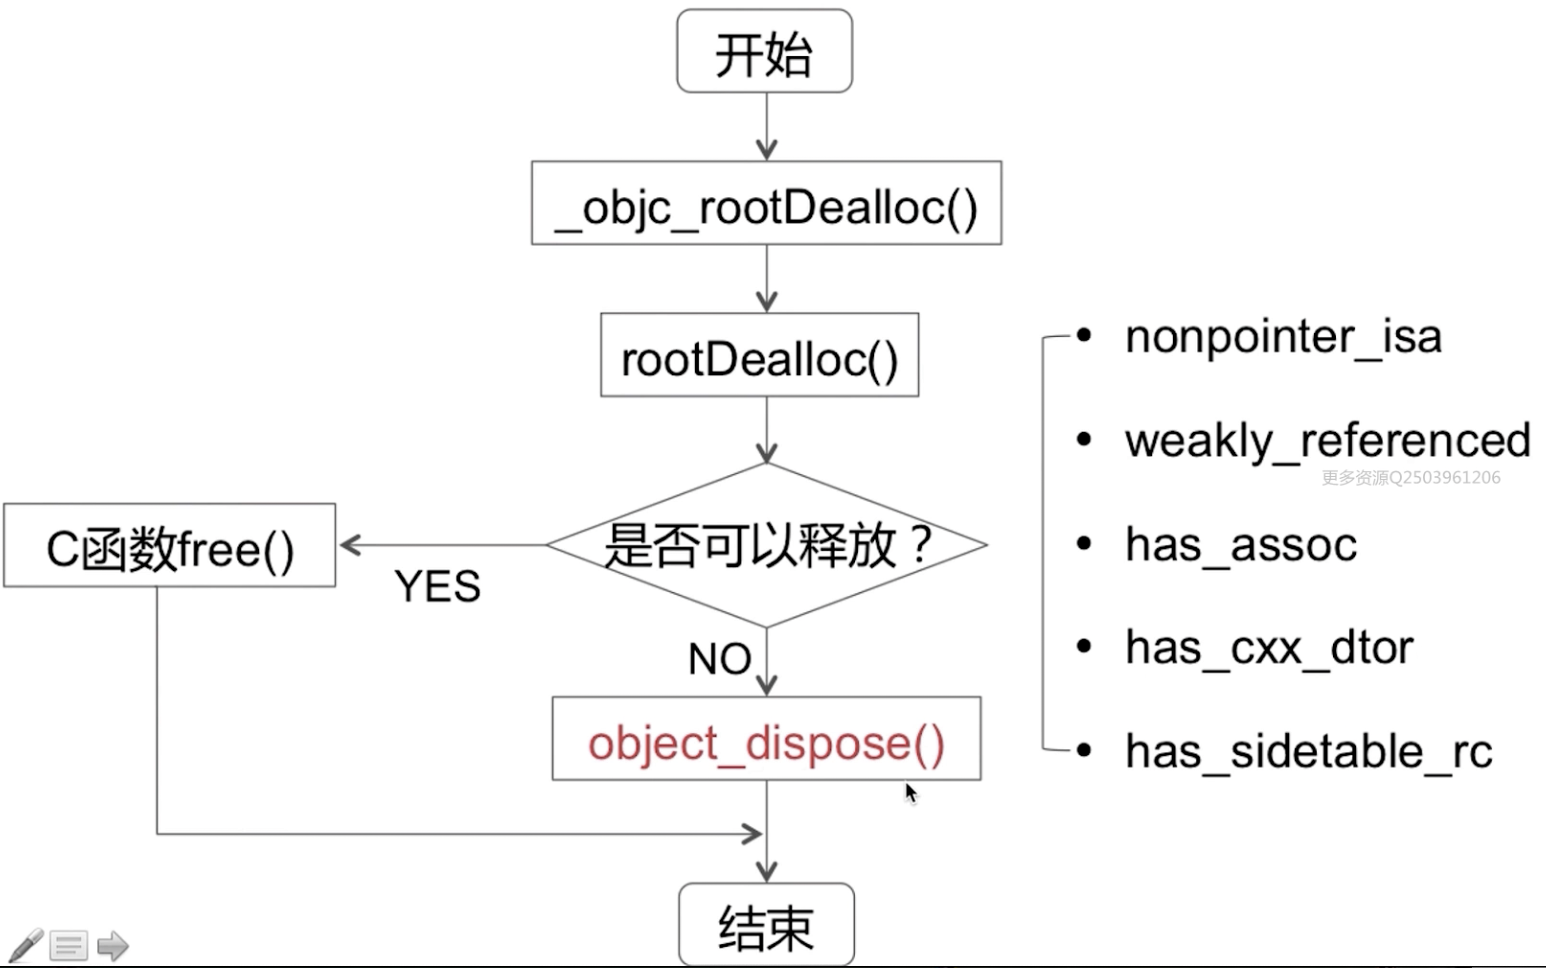 开始
_objc_rootDealloc()
rootDealloc()
是否可以释放？
YES
C函数free()
NO
object_dispose()
结束
• nonpointer_isa
• weakly_referenced
更多资源Q2503961206
• has_assoc
• has_cxx_dtor
• has_sidetable_rc